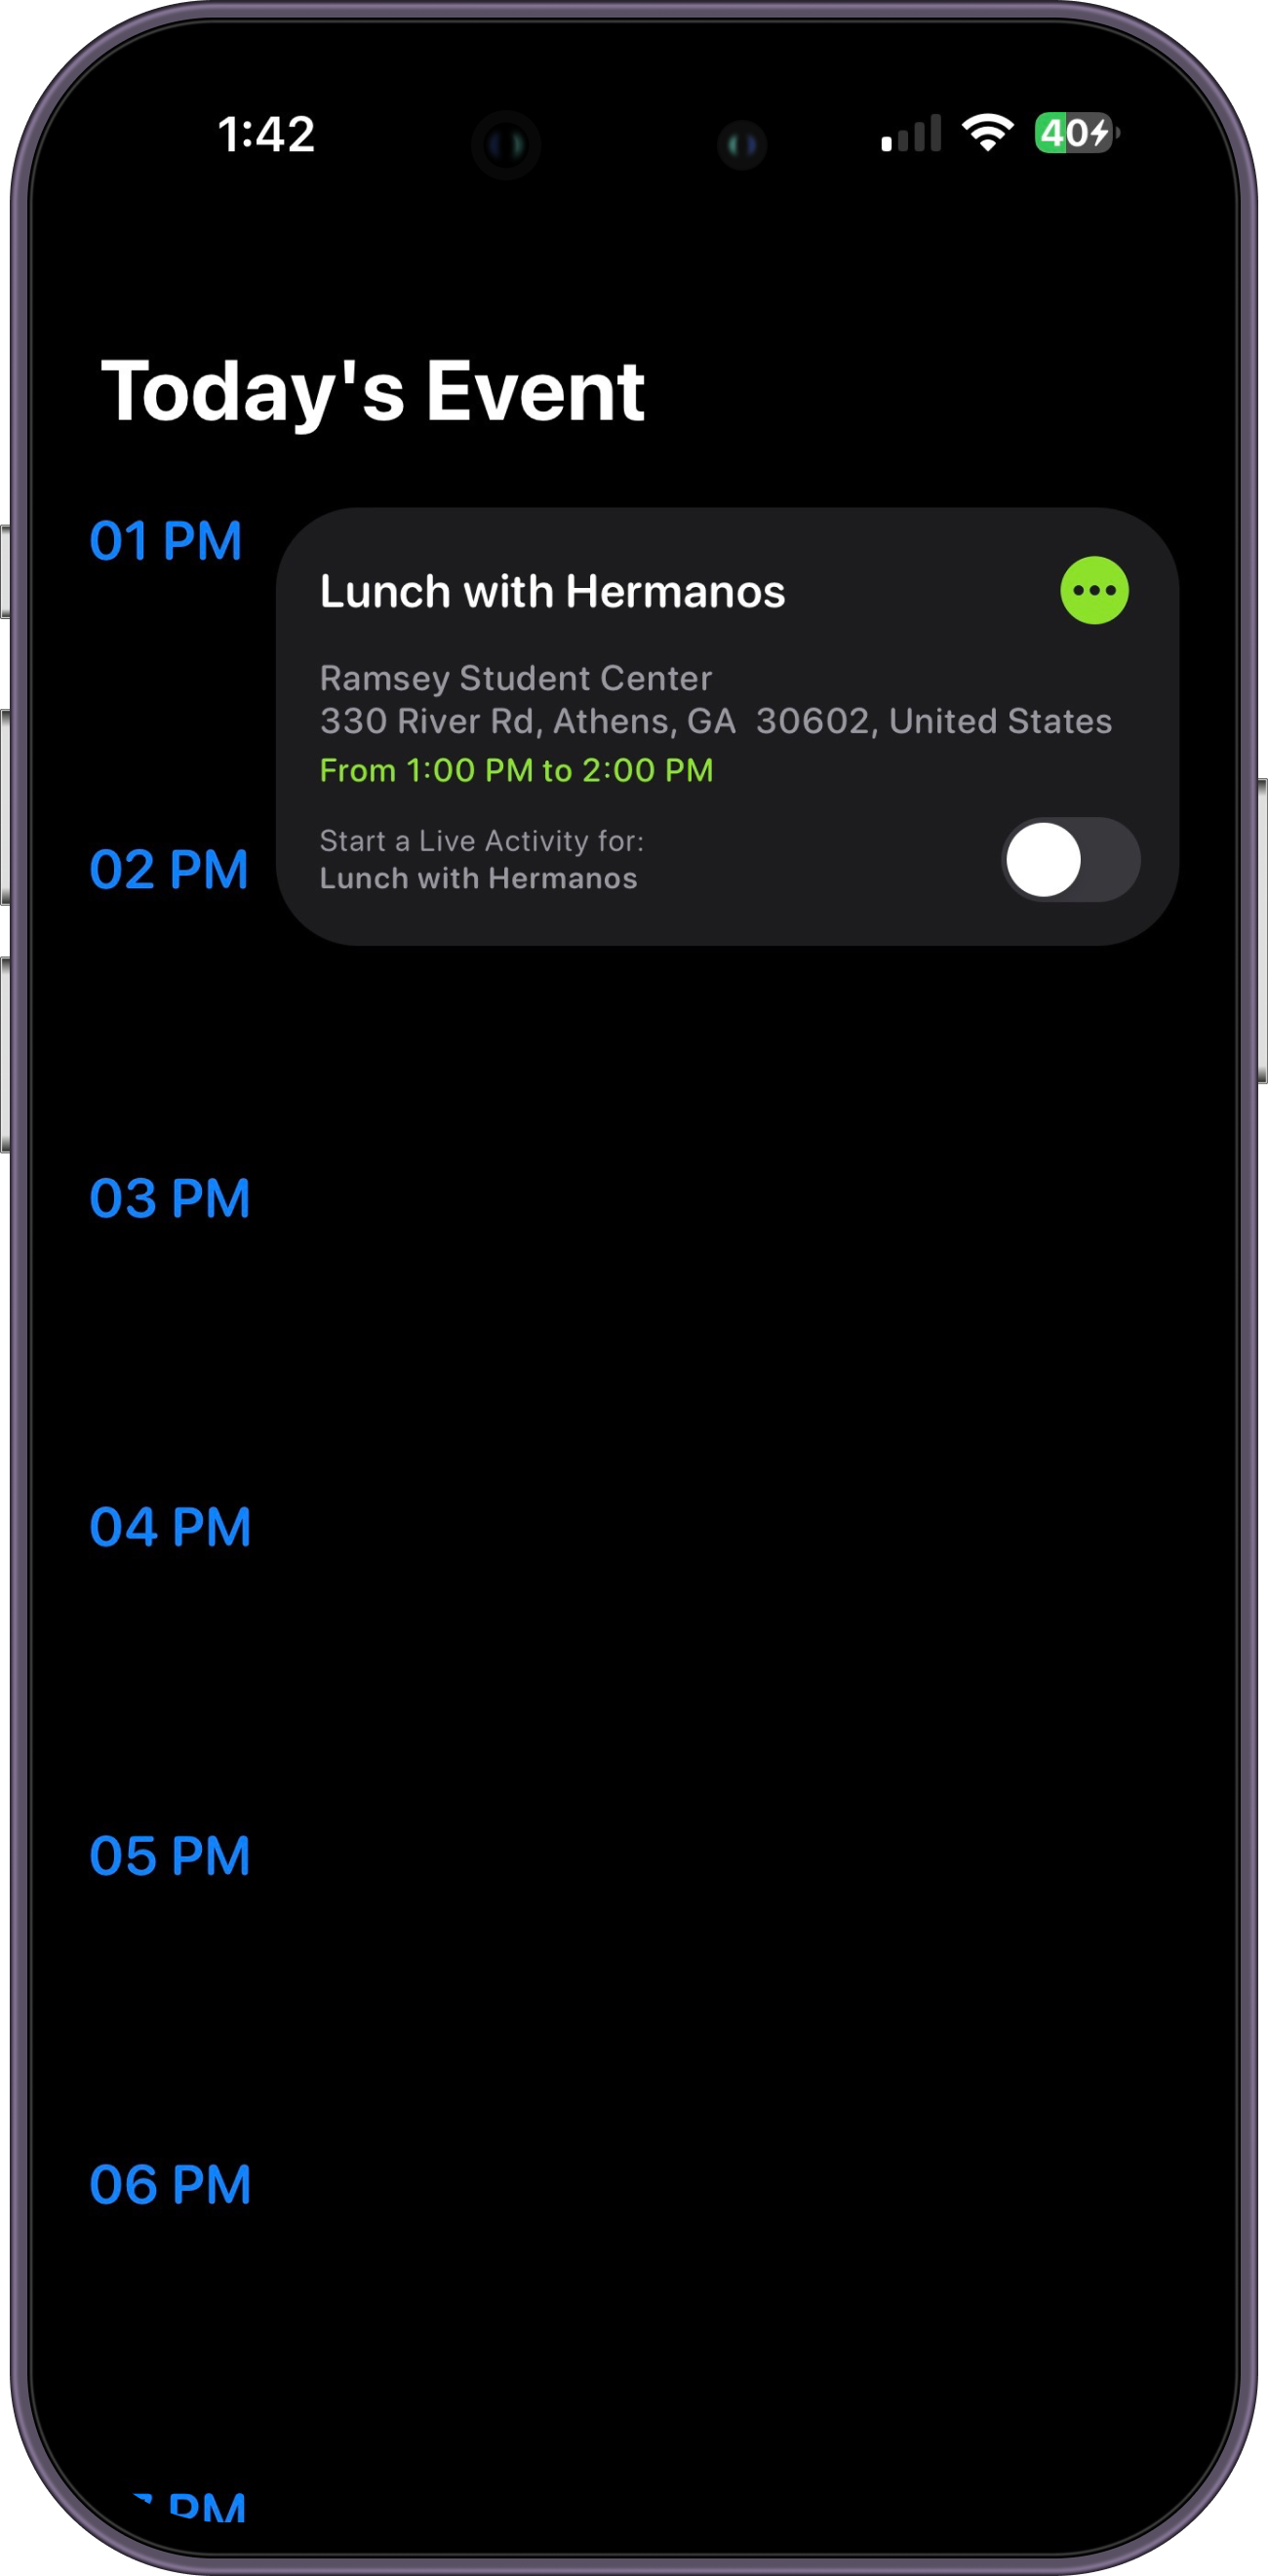 1:42
40
Today's Event
01 PM
Lunch with Hermanos
Ramsey Student Center
330 River Rd, Athens, GA  30602, United States
From 1:00 PM to 2:00 PM
Start a Live Activity for:
Lunch with Hermanos
02 PM
03 PM
04 PM
05 PM
06 PM
PM